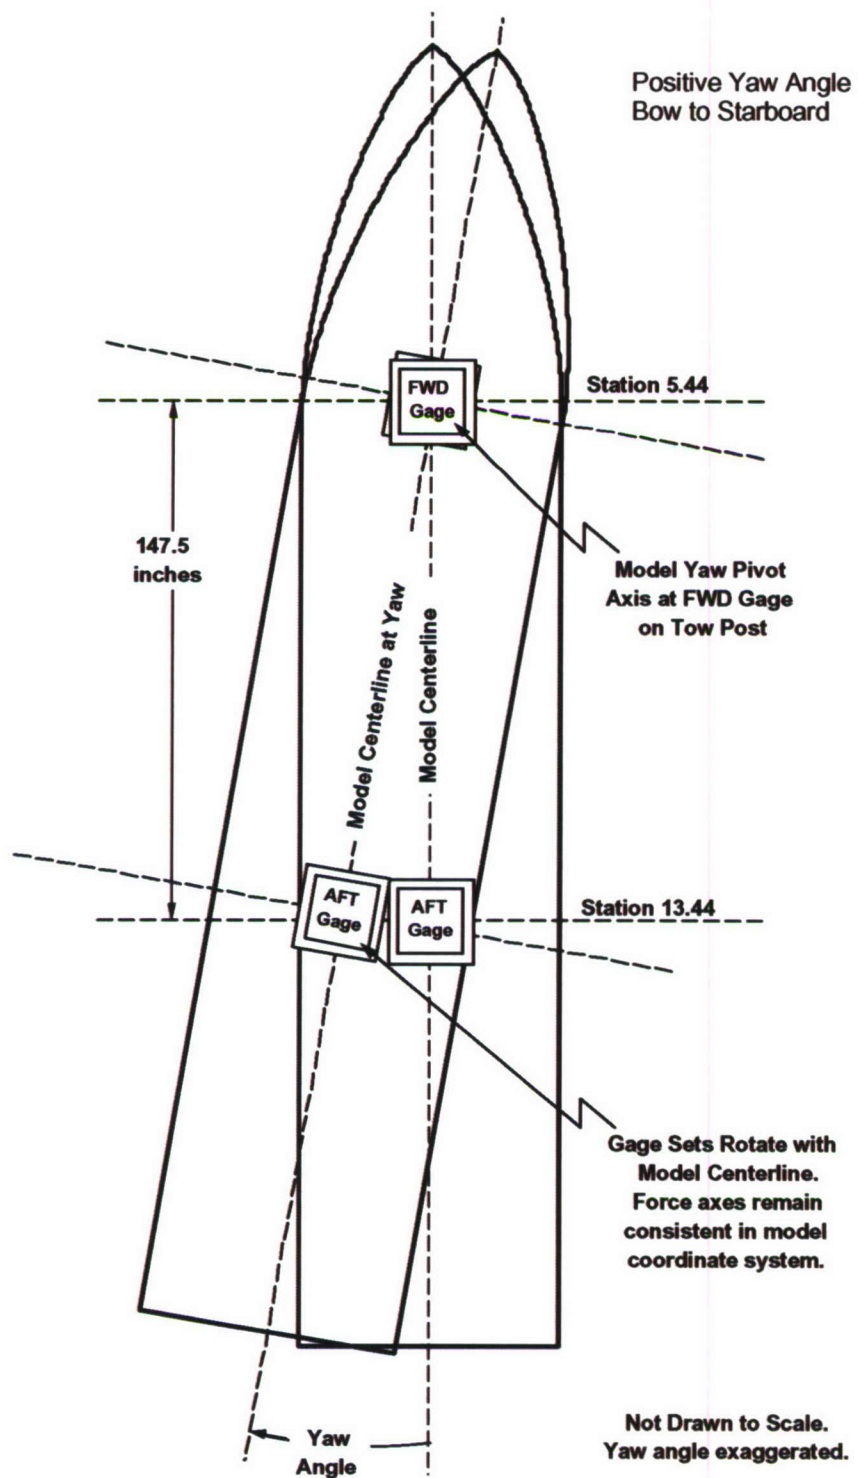 Positive Yaw Angle
Bow to Starboard
FWD
Gage
Station 5.44
147.5
inches
Model Yaw Pivot
Axis at FWD Gage
on Tow Post
Model Centerline at Yaw
Model Centerline
AFT
Gage
AFT
Gage
Station 13.44
Gage Sets Rotate with
Model Centerline.
Force axes remain
consistent in model
coordinate system.
Yaw
Angle
Not Drawn to Scale.
Yaw angle exaggerated.